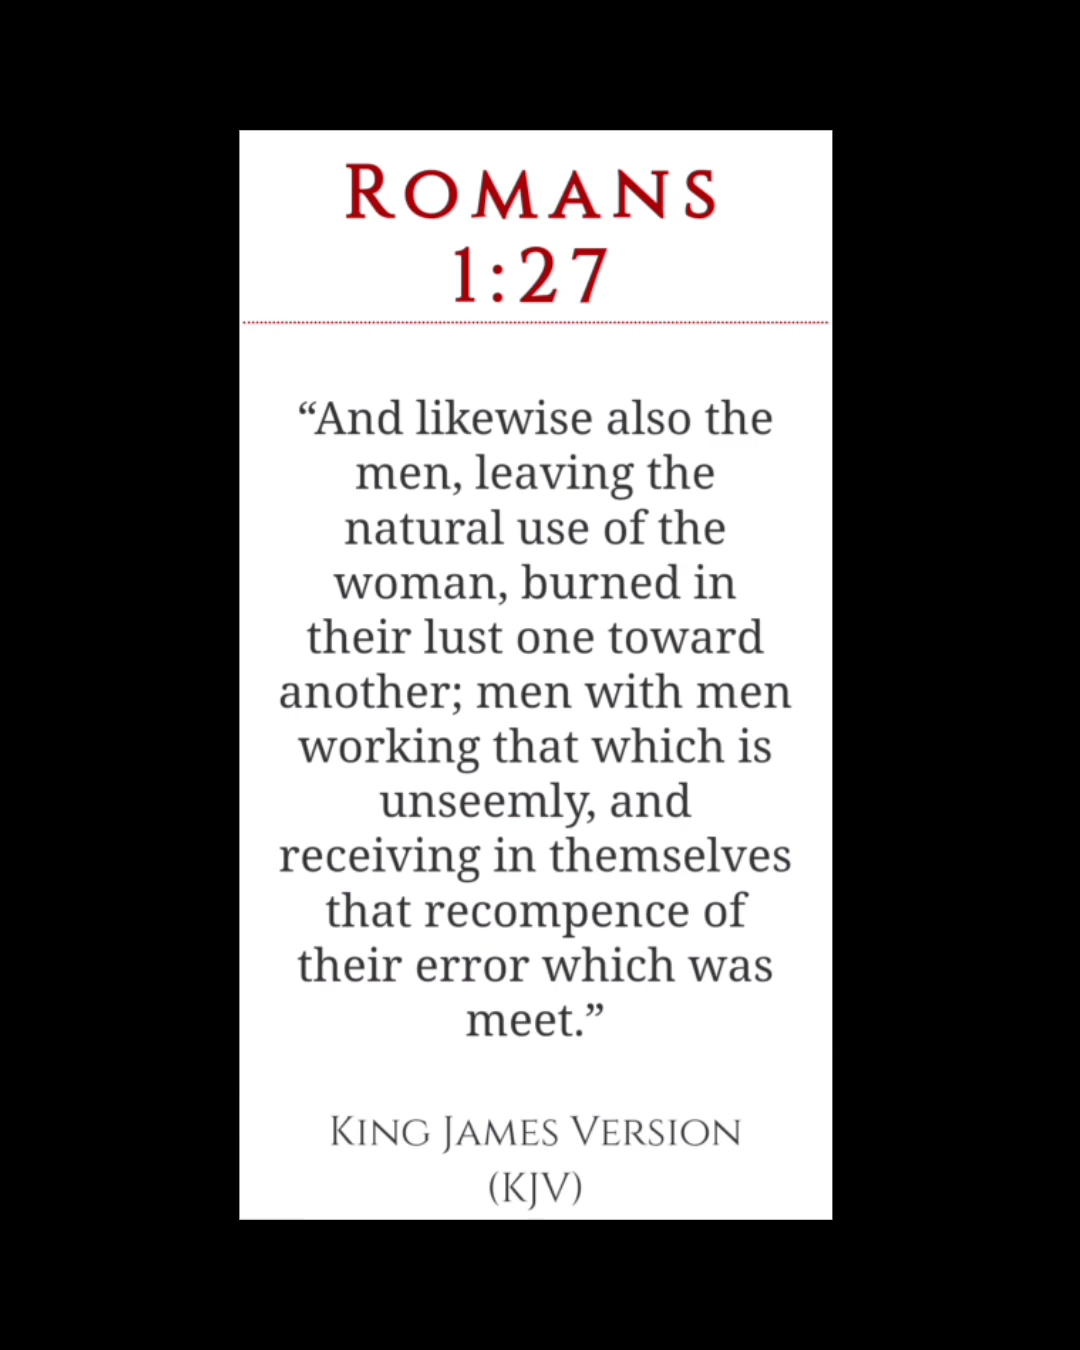 Romans
1:27
“And likewise also the
men, leaving the
natural use of the
woman, burned in
their lust one toward
another; men with men
working that which is
unseemly, and
receiving in themselves
that recompence of
their error which was
meet.”
King James Version
(KJV)